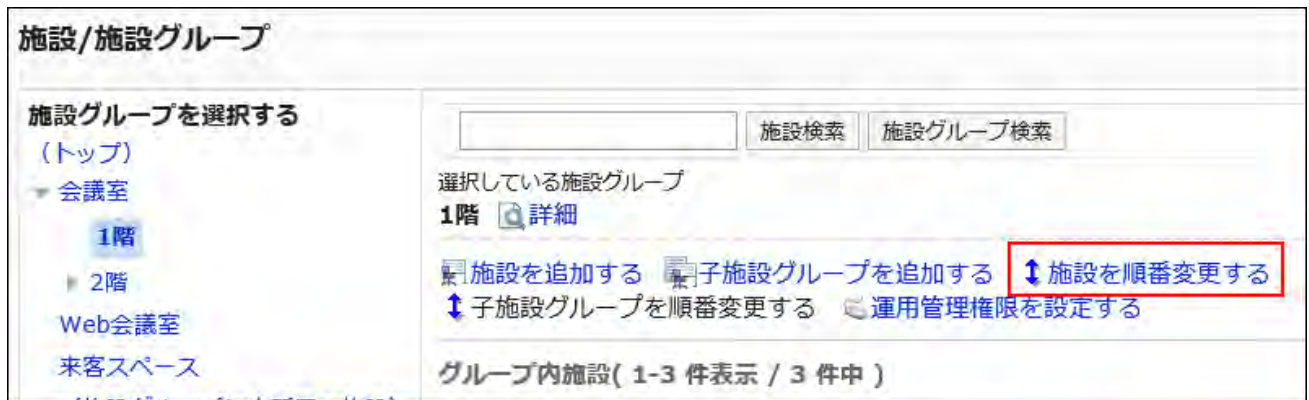 施設/施設グループ
施設グループを選択する
(トップ)
会議室
1階
2階
Web会議室
来客スペース
施設検索 施設グループ検索
選択している施設グループ
1階 詳細
施設を追加する 子施設グループを追加する 施設を順番変更する
子施設グループを順番変更する 運用管理権限を設定する
グループ内施設( 1-3 件表示 / 3 件中 )